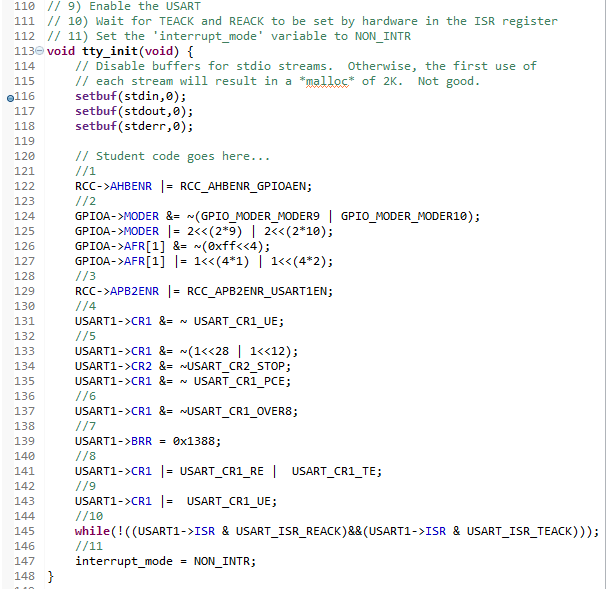 110 // 9) Enable the USART
111 // 10) Wait for TEACK and REACK to be set by hardware in the ISR register
112 // 11) Set the 'interrupt_mode' variable to NON_INTR
113 void tty_init(void) {
114     // Disable buffers for stdio streams.  Otherwise, the first use of
115     // each stream will result in a *malloc* of 2K.  Not good.
116     setbuf(stdin,0);
117     setbuf(stdout,0);
118     setbuf(stderr,0);
119
120     // Student code goes here...
121     //1
122     RCC->AHBENR |= RCC_AHBENR_GPIOAEN;
123     //2
124     GPIOA->MODER &= ~(GPIO_MODER_MODER9 | GPIO_MODER_MODER10);
125     GPIOA->MODER |= 2<<(2*9) | 2<<(2*10);
126     GPIOA->AFR[1] &= ~(0xff<<4);
127     GPIOA->AFR[1] |= 1<<(4*1) | 1<<(4*2);
128     //3
129     RCC->APB2ENR |= RCC_APB2ENR_USART1EN;
130     //4
131     USART1->CR1 &= ~ USART_CR1_UE;
132     //5
133     USART1->CR1 &= ~(1<<28 | 1<<12);
134     USART1->CR2 &= ~USART_CR2_STOP;
135     USART1->CR1 &= ~ USART_CR1_PCE;
136     //6
137     USART1->CR1 &= ~USART_CR1_OVER8;
138     //7
139     USART1->BRR = 0x1388;
140     //8
141     USART1->CR1 |= USART_CR1_RE |  USART_CR1_TE;
142     //9
143     USART1->CR1 |=  USART_CR1_UE;
144     //10
145     while(!((USART1->ISR & USART_ISR_REACK)&&(USART1->ISR & USART_ISR_TEACK)));
146     //11
147     interrupt_mode = NON_INTR;
148 }